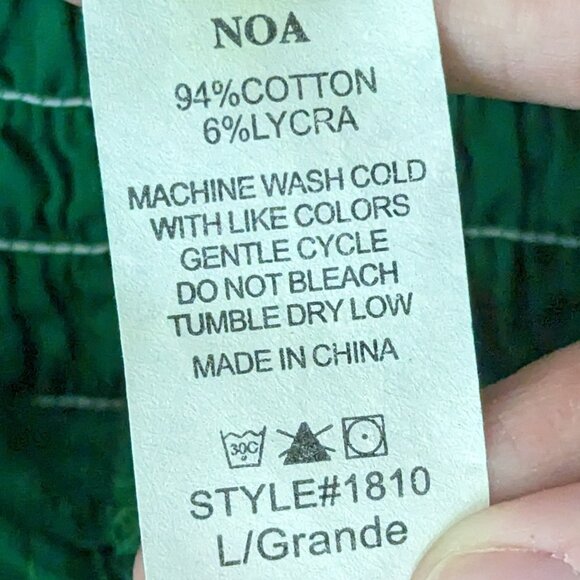 NOA
94%COTTON
6%LYCRA
MACHINE WASH COLD
WITH LIKE COLORS
GENTLE CYCLE
DO NOT BLEACH
TUMBLE DRY LOW
MADE IN CHINA
30C
STYLE#1810
L/Grande